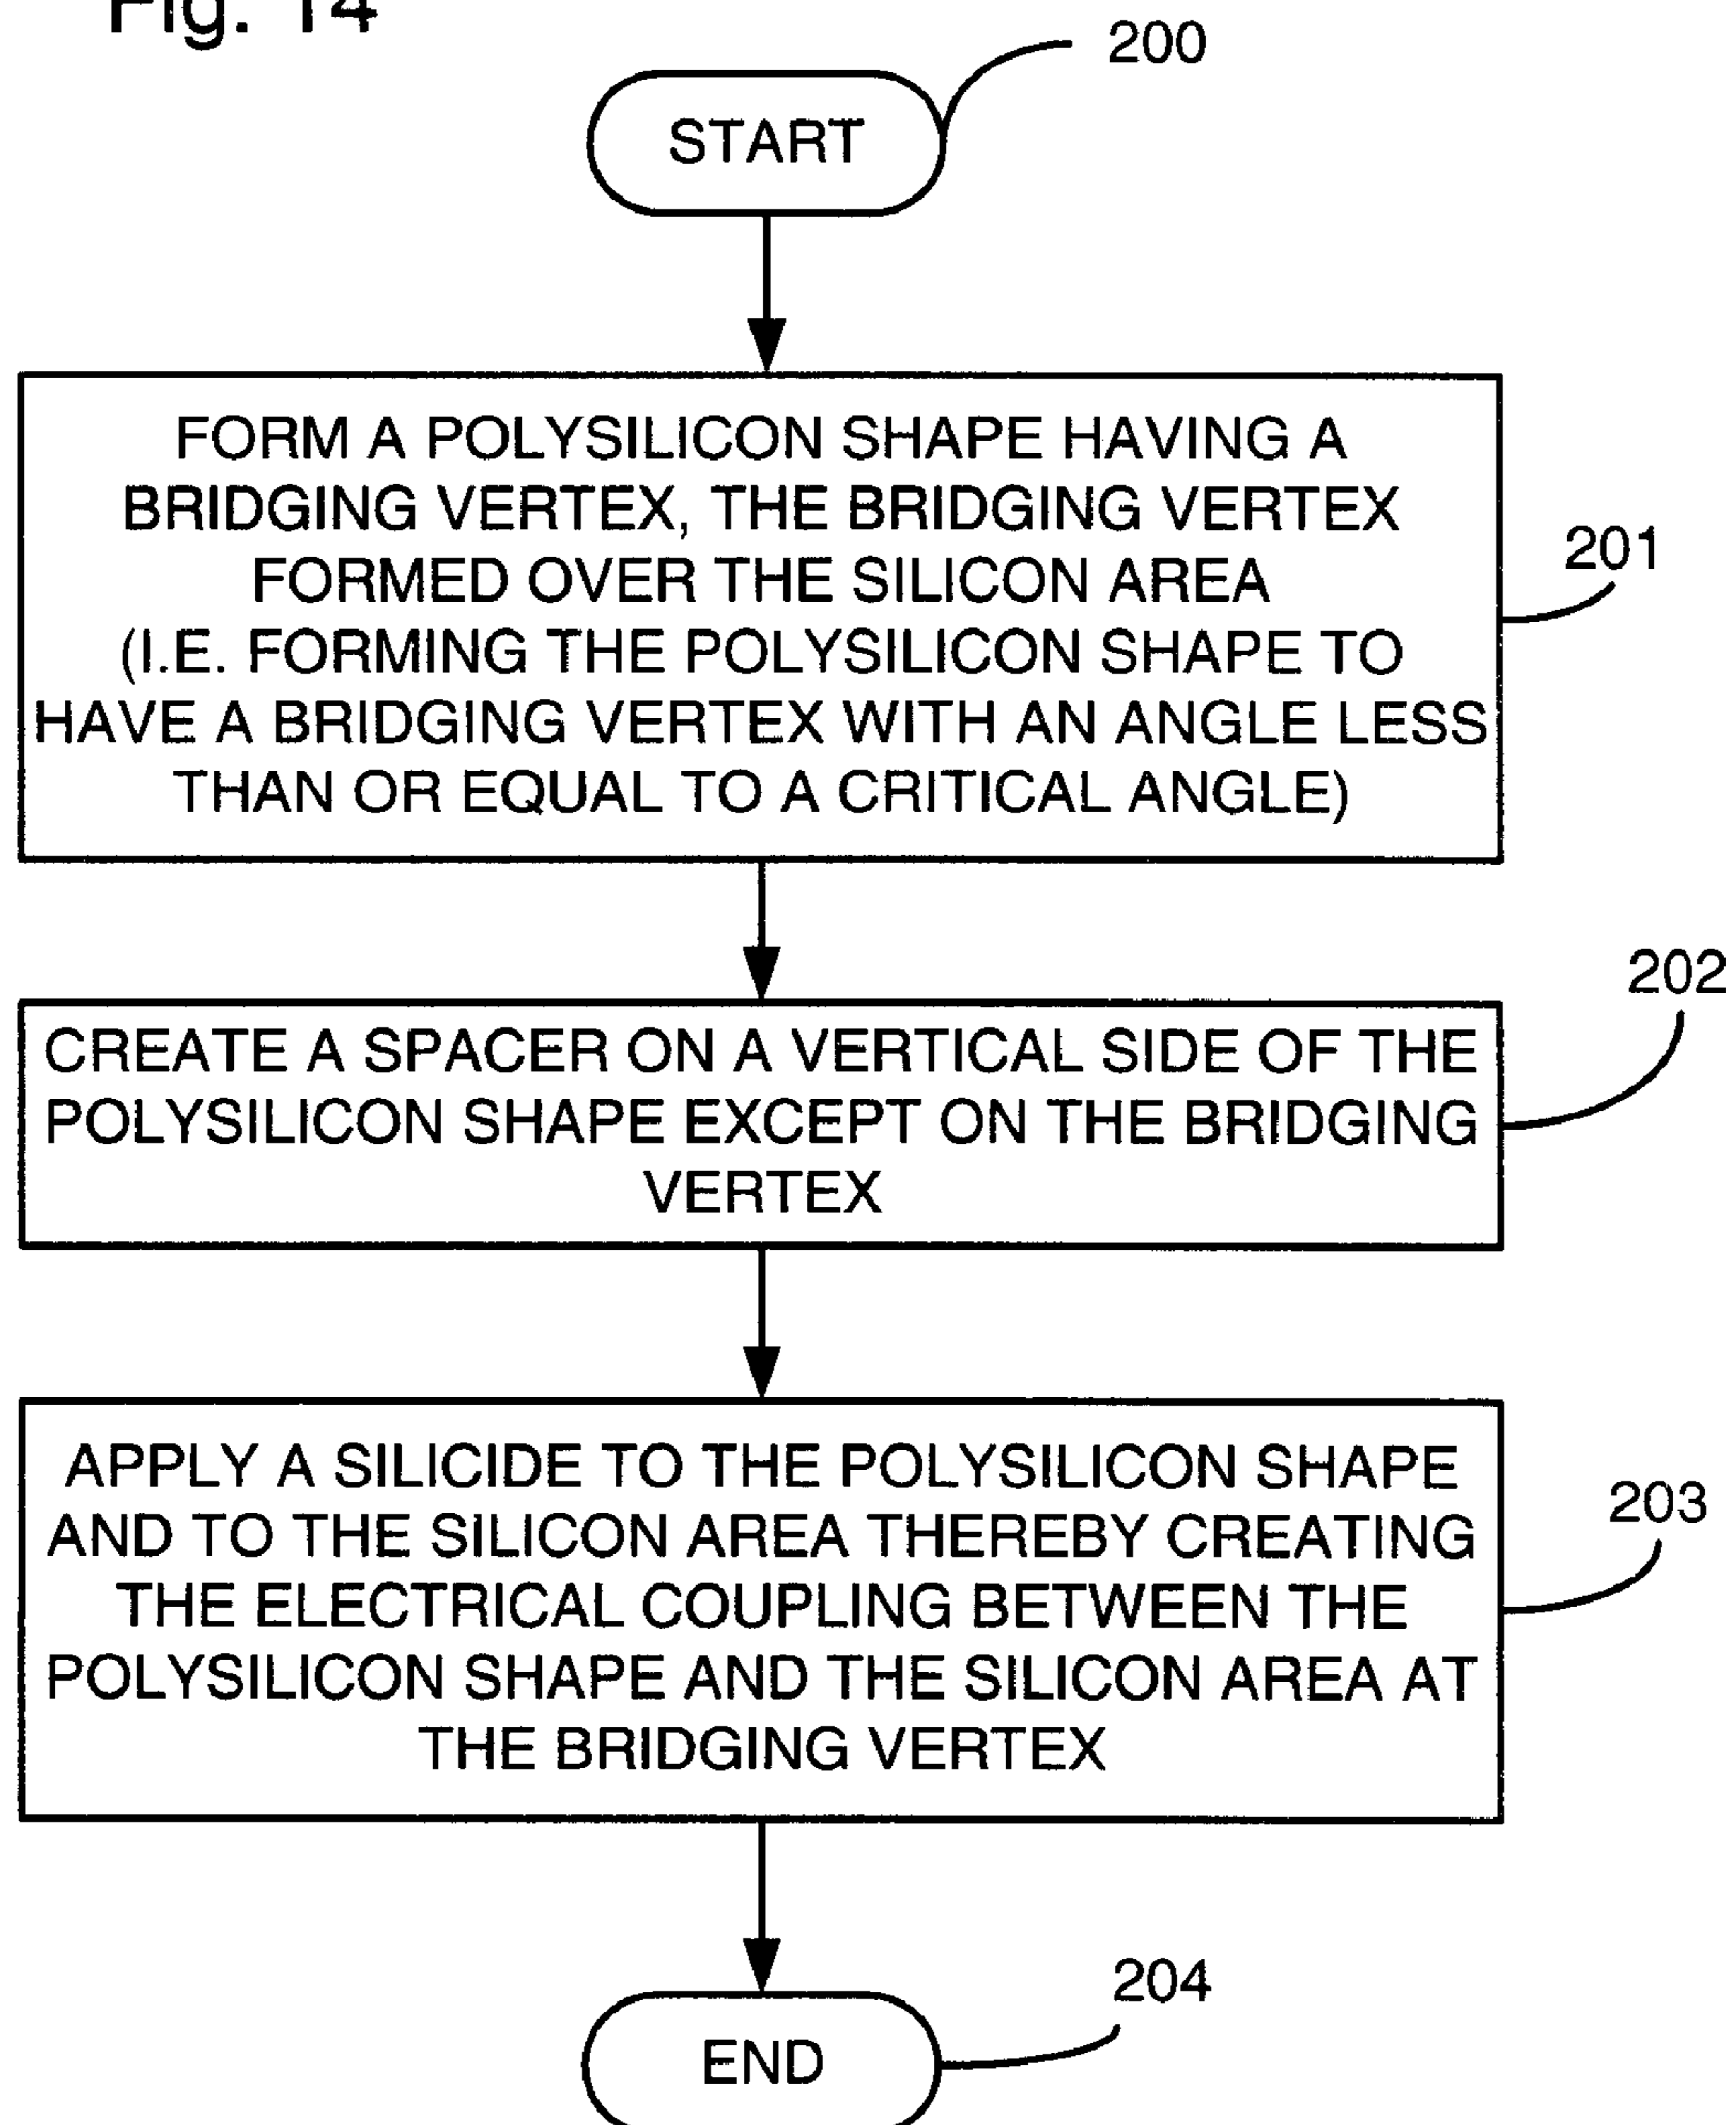 Fig. 14
200
START
FORM A POLYSILICON SHAPE HAVING A
BRIDGING VERTEX, THE BRIDGING VERTEX
FORMED OVER THE SILICON AREA
(I.E. FORMING THE POLYSILICON SHAPE TO
HAVE A BRIDGING VERTEX WITH AN ANGLE LESS
THAN OR EQUAL TO A CRITICAL ANGLE)
201
202
CREATE A SPACER ON A VERTICAL SIDE OF THE
POLYSILICON SHAPE EXCEPT ON THE BRIDGING
VERTEX
APPLY A SILICIDE TO THE POLYSILICON SHAPE
AND TO THE SILICON AREA THEREBY CREATING
THE ELECTRICAL COUPLING BETWEEN THE
POLYSILICON SHAPE AND THE SILICON AREA AT
THE BRIDGING VERTEX
203
204
END